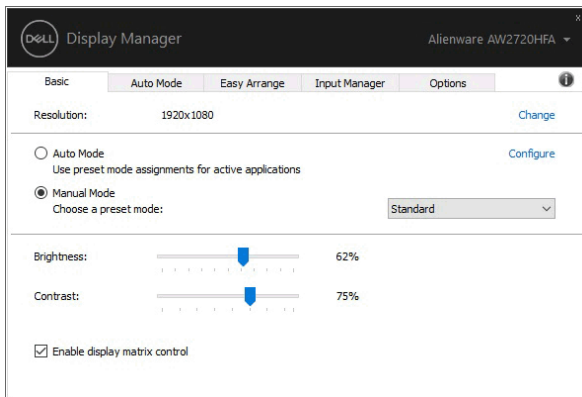 DELL Display Manager Alienware AW2720HFA
x
Basic Auto Mode Easy Arrange Input Manager Options i
Resolution: 1920x1080 Change
Auto Mode Configure
Use preset mode assignments for active applications
Manual Mode
Choose a preset mode: Standard
Brightness: 62%
Contrast: 75%
Enable display matrix control